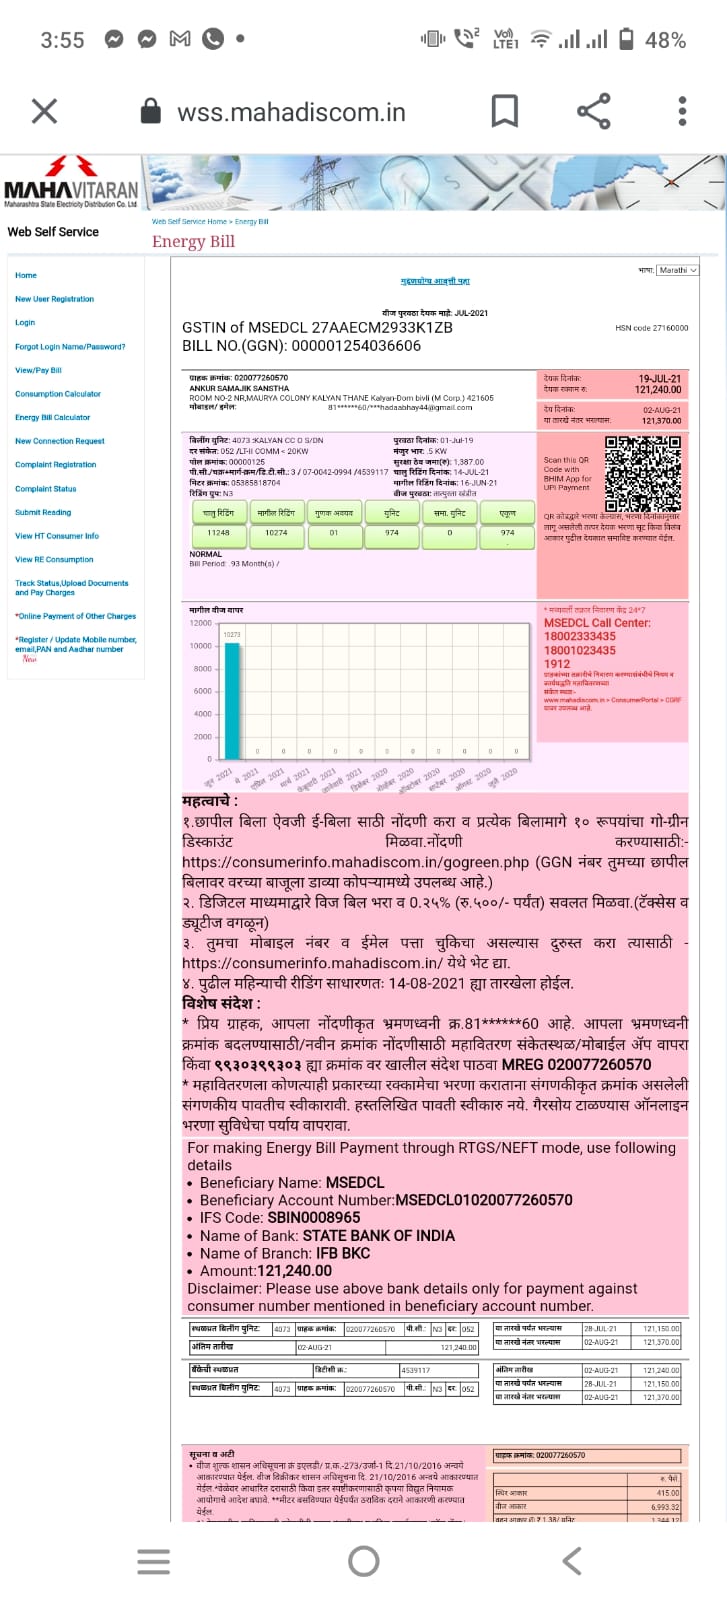 3:55
Vo) LTE1
48%
wss.mahadiscom.in
MAHAVITARAN
Maharashtra State Electricity Distribution Co. Ltd
Web Self Service Home > Energy Bill
Web Self Service
Energy Bill
Home
New User Registration
Login
Forgot Login Name/Password?
View/Pay Bill
Consumption Calculator
Energy Bill Calculator
New Connection Request
Complaint Registration
Complaint Status
Submit Reading
View HT Consumer Info
View RE Consumption
Track Status,Upload Documents
and Pay Charges
*Online Payment of Other Charges
*Register / Update Mobile number,
email,PAN and Aadhar number
New
भाषा: Marathi
मुद्रणयोग्य आवृत्ती पहा
वीज पुरवठा देयक माहे: JUL-2021
GSTIN of MSEDCL 27AAECM2933K1ZB
HSN code 27160000
BILL NO.(GGN): 000001254036606
ग्राहक क्रमांक: 020077260570
ANKUR SAMAJIK SANSTHA
ROOM NO-2 NR,MAURYA COLONY KALYAN THANE Kalyan-Dom bivli (M Corp.) 421605
मोबाइल/ इमेल: 81******60/***hadaabhay44@gmail.com
देयक दिनांक: 19-JUL-21
देयक रक्कम रु: 121,240.00
देय दिनांक: 02-AUG-21
या तारखे नंतर भरल्यास: 121,370.00
बिलींग युनिट: 4073 :KALYAN CC O S/DN
दर संकेत: 052 /LT-II COMM < 20KW
पोल क्रमांक: 00000125
पी.सी./चक्र+मार्ग-क्रम/डि.टी.सी.: 3 / 07-0042-0994 /4539117
मिटर क्रमांक: 05385818704
रिडिंग ग्रुप: N3
पुरवठा दिनांक: 01-Jul-19
मंजुर भार: .5 KW
सुरक्षा ठेव जमा(रु): 1,387.00
चालु रिडिंग दिनांक: 14-JUL-21
मागील रिडिंग दिनांक: 16-JUN-21
वीज पुरवठा: तात्पुरता खंडीत
Scan this QR
Code with
BHIM App for
UPI Payment
चालु रिडिंग मागील रिडिंग गुणक अवयव युनिट समा. युनिट एकूण
11248 10274 01 974 0 974
NORMAL
Bill Period: .93 Month(s) /
QR कोडद्वारे भरणा केल्यास, भरणा दिनांकानुसार
लागू असलेली तत्पर देयक भरणा सूट किंवा विलंब
आकार पुढील देयकात समाविष्ट करण्यात येईल.
मागील वीज वापर
12000
10000
8000
6000
4000
2000
0
10273
0 0 0 0 0 0 0 0 0 0 0
जून 2021 मे 2021 एप्रिल 2021 मार्च 2021 फेब्रुवारी 2021 जानेवारी 2021 डिसेंबर 2020 नोव्हेंबर 2020 ऑक्टोबर 2020 सप्टेंबर 2020 ऑगस्ट 2020 जुलै 2020
* मध्यवर्ती तक्रार निवारण केंद्र 24*7
MSEDCL Call Center:
18002333435
18001023435
1912
ग्राहकांच्या तक्रारींचे निवारण करण्यासंबंधीचे नियम व
कार्यपद्धति महावितरणच्या
संकेत स्थळ:-
www.mahadiscom.in > ConsumerPortal > CGRF
यावर उपलब्ध आहे.
महत्वाचे :
१.छापील बिला ऐवजी ई-बिला साठी नोंदणी करा व प्रत्येक बिलामागे १० रूपयांचा गो-ग्रीन
डिस्काउंट मिळवा.नोंदणी करण्यासाठी:-
https://consumerinfo.mahadiscom.in/gogreen.php (GGN नंबर तुमच्या छापील
बिलावर वरच्या बाजूला डाव्या कोपऱ्यामध्ये उपलब्ध आहे.)
२. डिजिटल माध्यमाद्वारे विज बिल भरा व 0.२५% (रु.५००/- पर्यंत) सवलत मिळवा.(टॅक्सेस व
ड्यूटीज वगळून)
३. तुमचा मोबाइल नंबर व ईमेल पत्ता चुकिचा असल्यास दुरुस्त करा त्यासाठी -
https://consumerinfo.mahadiscom.in/ येथे भेट द्या.
४. पुढील महिन्याची रीडिंग साधारणतः 14-08-2021 ह्या तारखेला होईल.
विशेष संदेश :
* प्रिय ग्राहक, आपला नोंदणीकृत भ्रमणध्वनी क्र.81******60 आहे. आपला भ्रमणध्वनी
क्रमांक बदलण्यासाठी/नवीन क्रमांक नोंदणीसाठी महावितरण संकेतस्थळ/मोबाईल ॲप वापरा
किंवा ९९३०३९९३०३ ह्या क्रमांक वर खालील संदेश पाठवा MREG 020077260570
* महावितरणला कोणत्याही प्रकारच्या रक्कामेचा भरणा कराताना संगणकीकृत क्रमांक असलेली
संगणकीय पावतीच स्वीकारावी. हस्तलिखित पावती स्वीकारु नये. गैरसोय टाळण्यास ऑनलाइन
भरणा सुविधेचा पर्याय वापरावा.
For making Energy Bill Payment through RTGS/NEFT mode, use following
details
• Beneficiary Name: MSEDCL
• Beneficiary Account Number:MSEDCL01020077260570
• IFS Code: SBIN0008965
• Name of Bank: STATE BANK OF INDIA
• Name of Branch: IFB BKC
• Amount:121,240.00
Disclaimer: Please use above bank details only for payment against
consumer number mentioned in beneficiary account number.
स्थळप्रत बिलींग युनिट: 4073 ग्राहक क्रमांक: 020077260570 पी.सी.: N3 दर: 052
अंतिम तारीख 02-AUG-21 121,240.00
या तारखे पर्यंत भरल्यास 28-JUL-21 121,150.00
या तारखे नंतर भरल्यास 02-AUG-21 121,370.00
बँकेची स्थळप्रत डिटीसी क्र.: 4539117
स्थळप्रत बिलींग युनिट: 4073 ग्राहक क्रमांक: 020077260570 पी.सी.: N3 दर: 052
अंतिम तारीख 02-AUG-21 121,240.00
या तारखे पर्यंत भरल्यास 28-JUL-21 121,150.00
या तारखे नंतर भरल्यास 02-AUG-21 121,370.00
सूचना व अटी
• वीज शुल्क शासन अधिसूचना क्रं इएलडी/ प्र.क.-273/उर्जा-1 दि.21/10/2016 अन्वये
आकारण्यात येईल. वीज विक्रीकर शासन अधिसूचना दि. 21/10/2016 अन्वये आकारण्यात
येईल.*वेळेवर आधारित दरासाठी किंवा इतर स्पष्टीकरणासाठी कृपया विद्युत नियामक
आयोगाचे आदेश बघावे. **मीटर बसविण्यात येईपर्यंत ठराविक दराने आकारणी करण्यात
येईल.
ग्राहक क्रमांक: 020077260570
रु. पैसे
स्थिर आकार 415.00
वीज आकार 6,993.32
वहन आकार @ ₹ 1.38/ युनिट 1,344.12